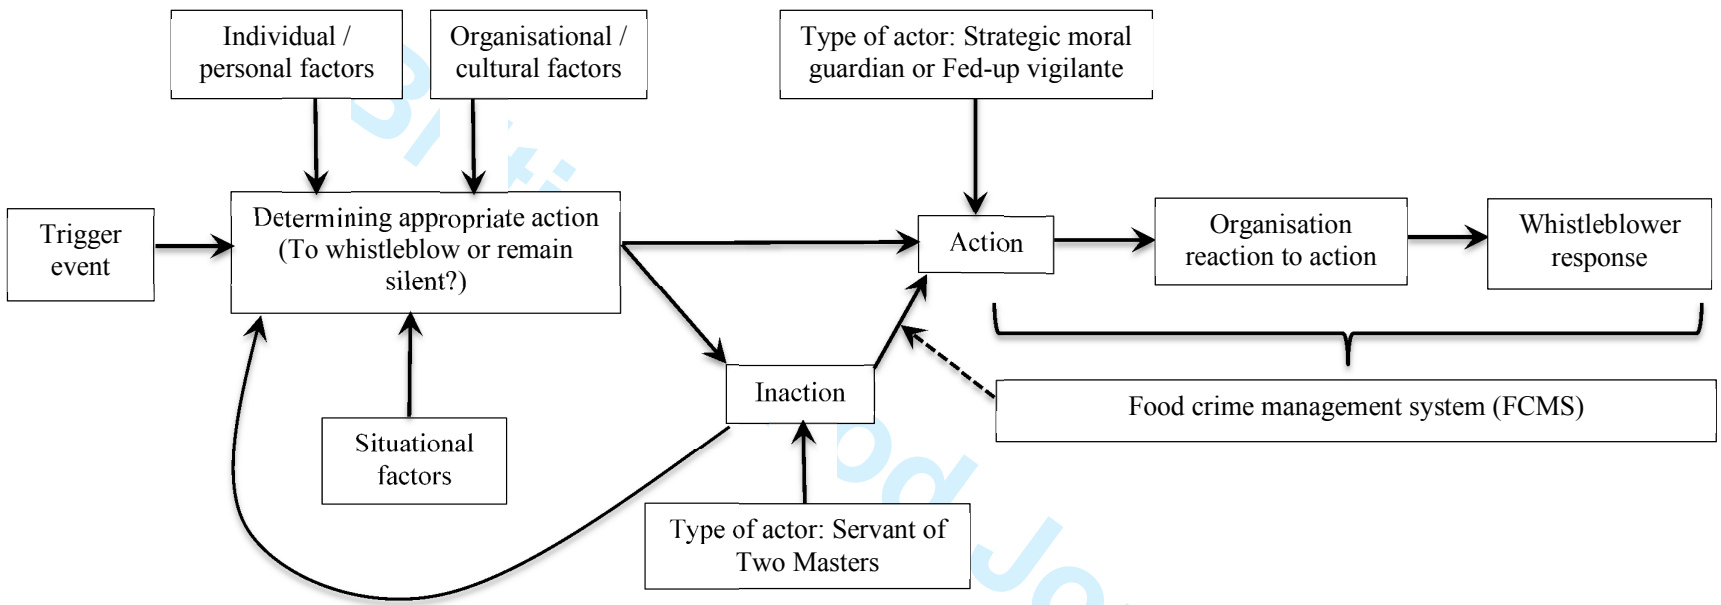 Individual /
personal factors
Organisational /
cultural factors
Type of actor: Strategic moral
guardian or Fed-up vigilante
Trigger
event
Determining appropriate action
(To whistleblow or remain
silent?)
Action
Organisation
reaction to action
Whistleblower
response
Inaction
Food crime management system (FCMS)
Situational
factors
Type of actor: Servant of
Two Masters